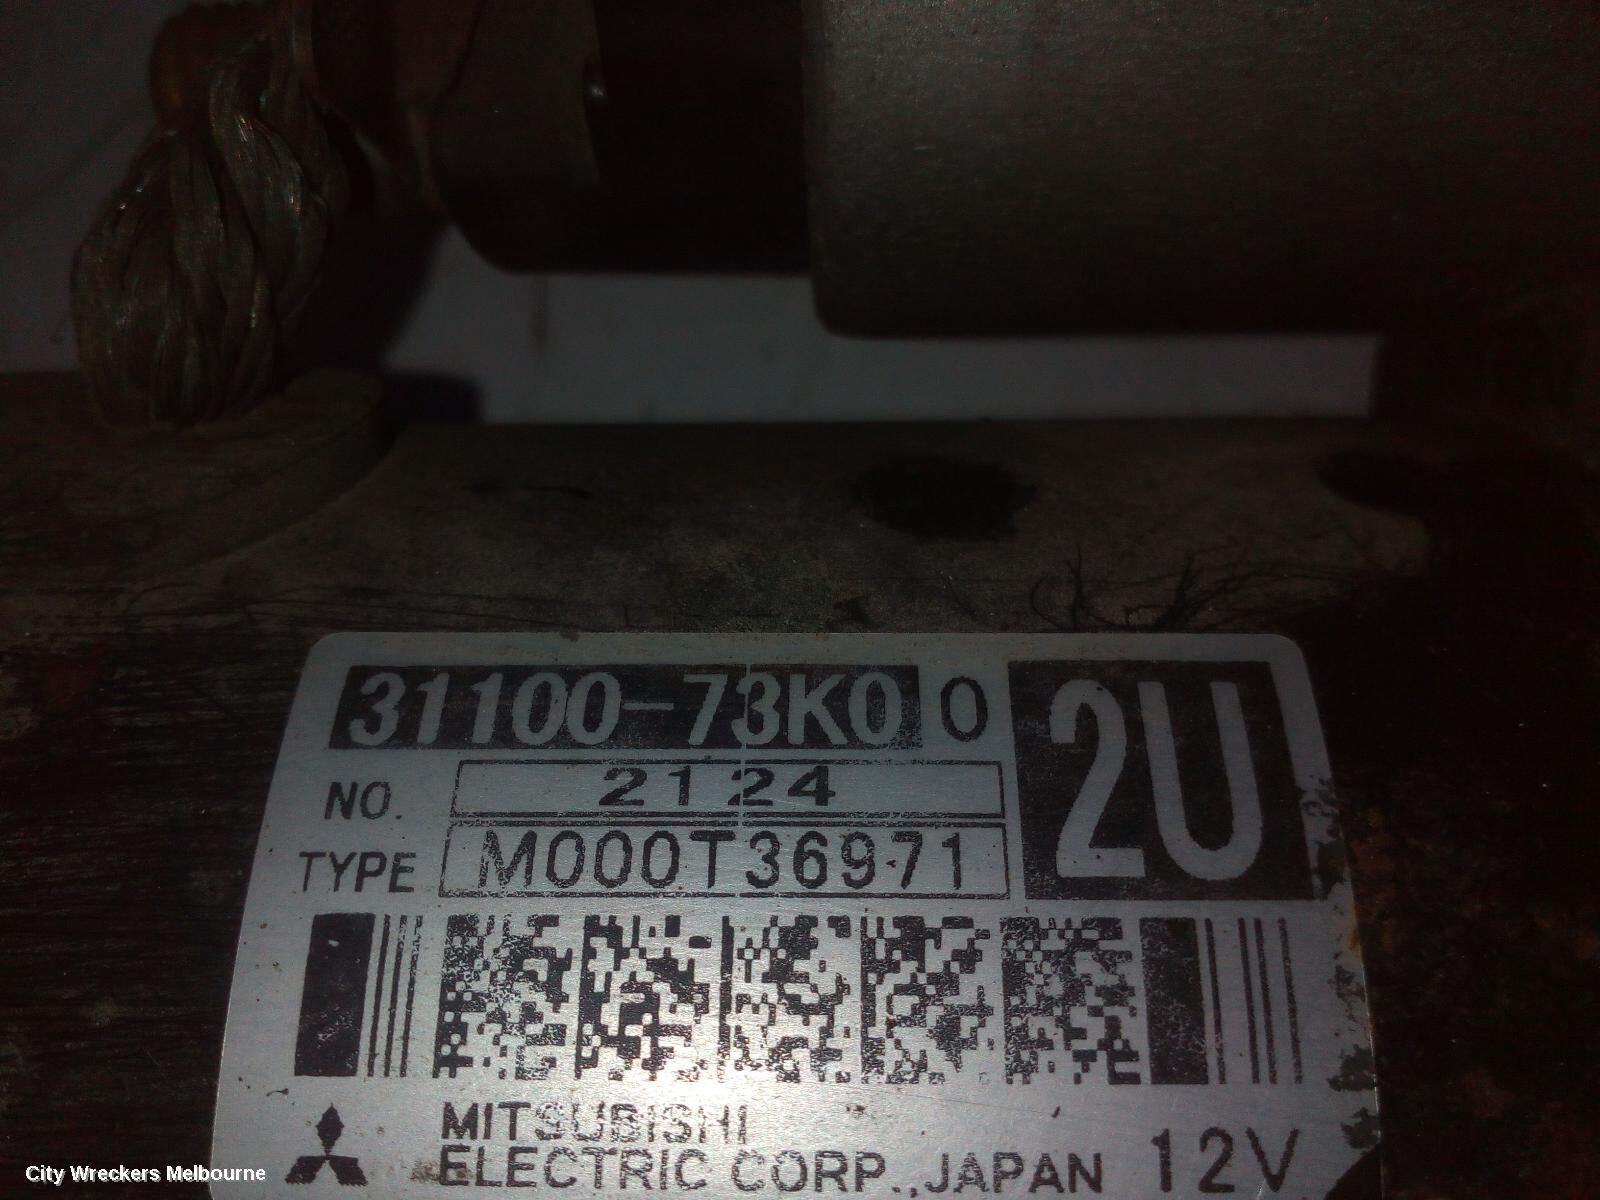 31100-73K0 0
2U
NO. 2124
TYPE M000T36971
MITSUBISHI
ELECTRIC CORP., JAPAN 12V
City Wreckers Melbourne